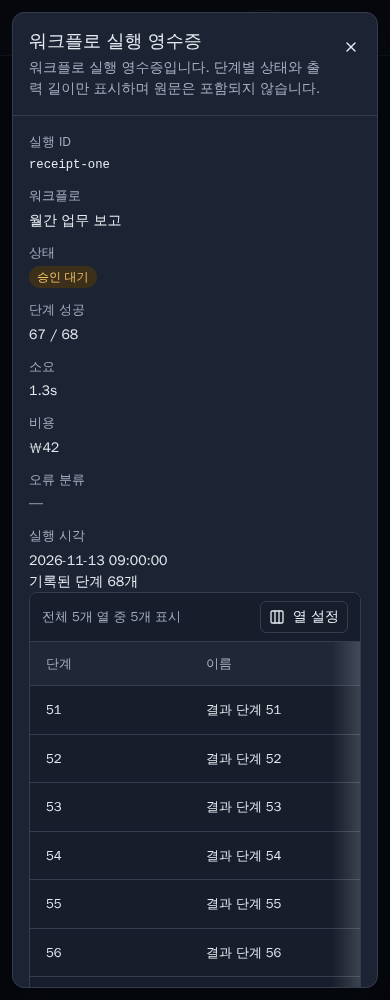 워크플로 실행 영수증
워크플로 실행 영수증입니다. 단계별 상태와 출
력 길이만 표시하며 원문은 포함되지 않습니다.
실행 ID
receipt-one
워크플로
월간 업무 보고
상태
승인 대기
단계 성공
67 / 68
소요
1.3s
비용
₩42
오류 분류
—
실행 시각
2026-11-13 09:00:00
기록된 단계 68개
전체 5개 열 중 5개 표시
열 설정
단계 이름
51 결과 단계 51
52 결과 단계 52
53 결과 단계 53
54 결과 단계 54
55 결과 단계 55
56 결과 단계 56